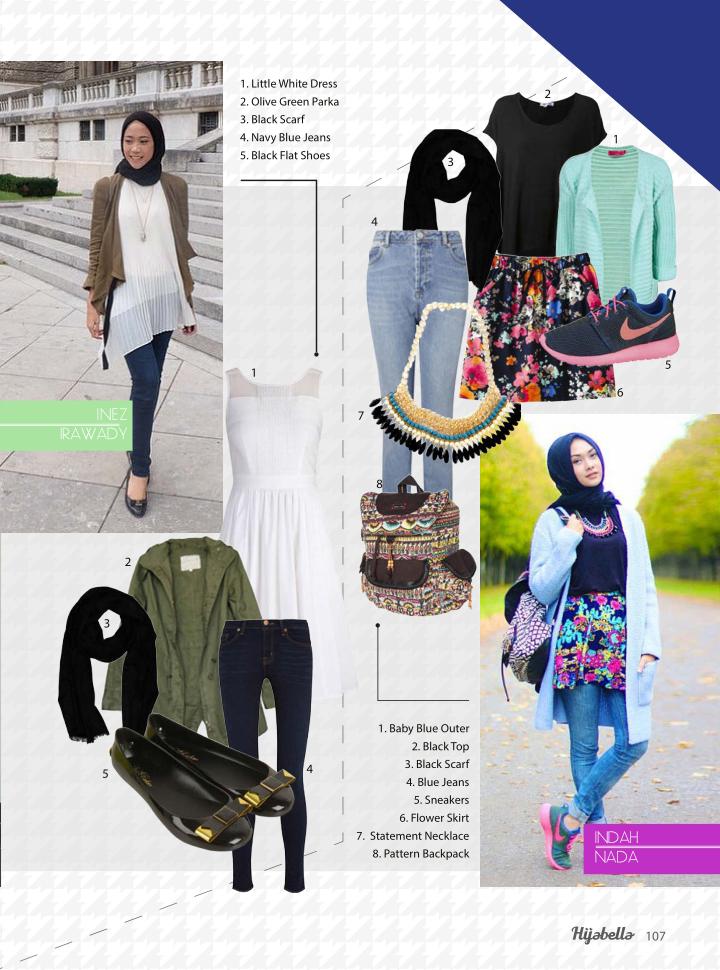 1. Little White Dress
2. Olive Green Parka
3. Black Scarf
4. Navy Blue Jeans
5. Black Flat Shoes
2
1
3
4
5
6
7
8
1
INEZ
IRAWADY
2
3
5
4
1. Baby Blue Outer
2. Black Top
3. Black Scarf
4. Blue Jeans
5. Sneakers
6. Flower Skirt
7. Statement Necklace
8. Pattern Backpack
INDAH
NADA
Hijabella 107